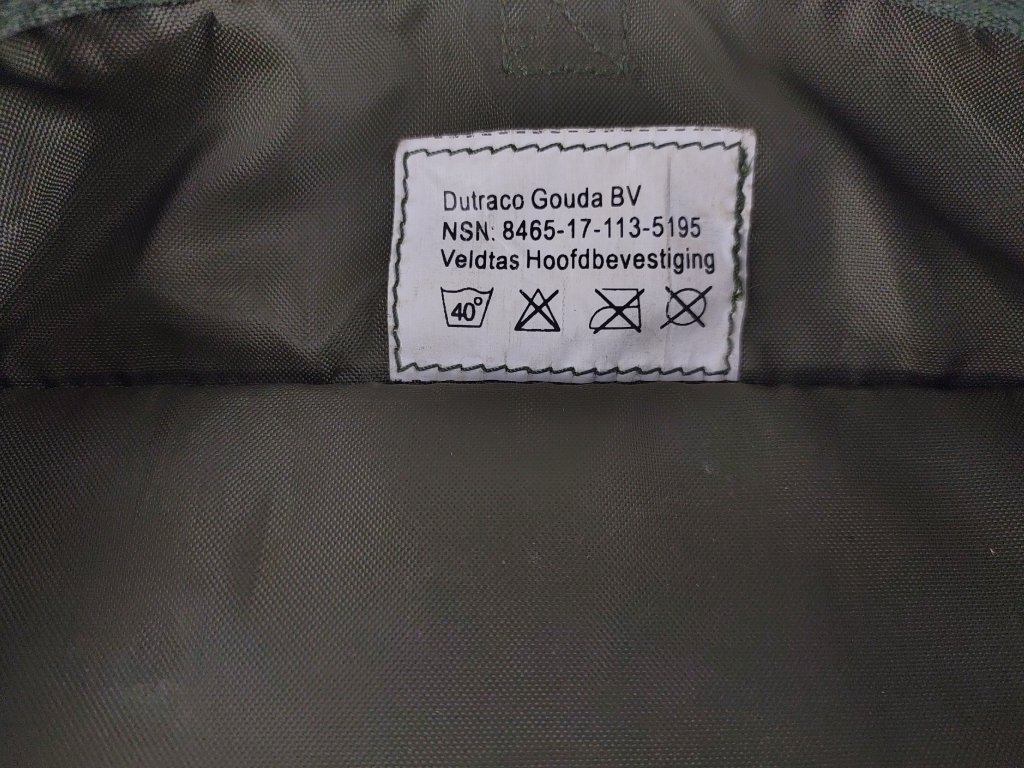 Dutraco Gouda BV
NSN: 8465-17-113-5195
Veldtas Hoofdbevestiging
40°